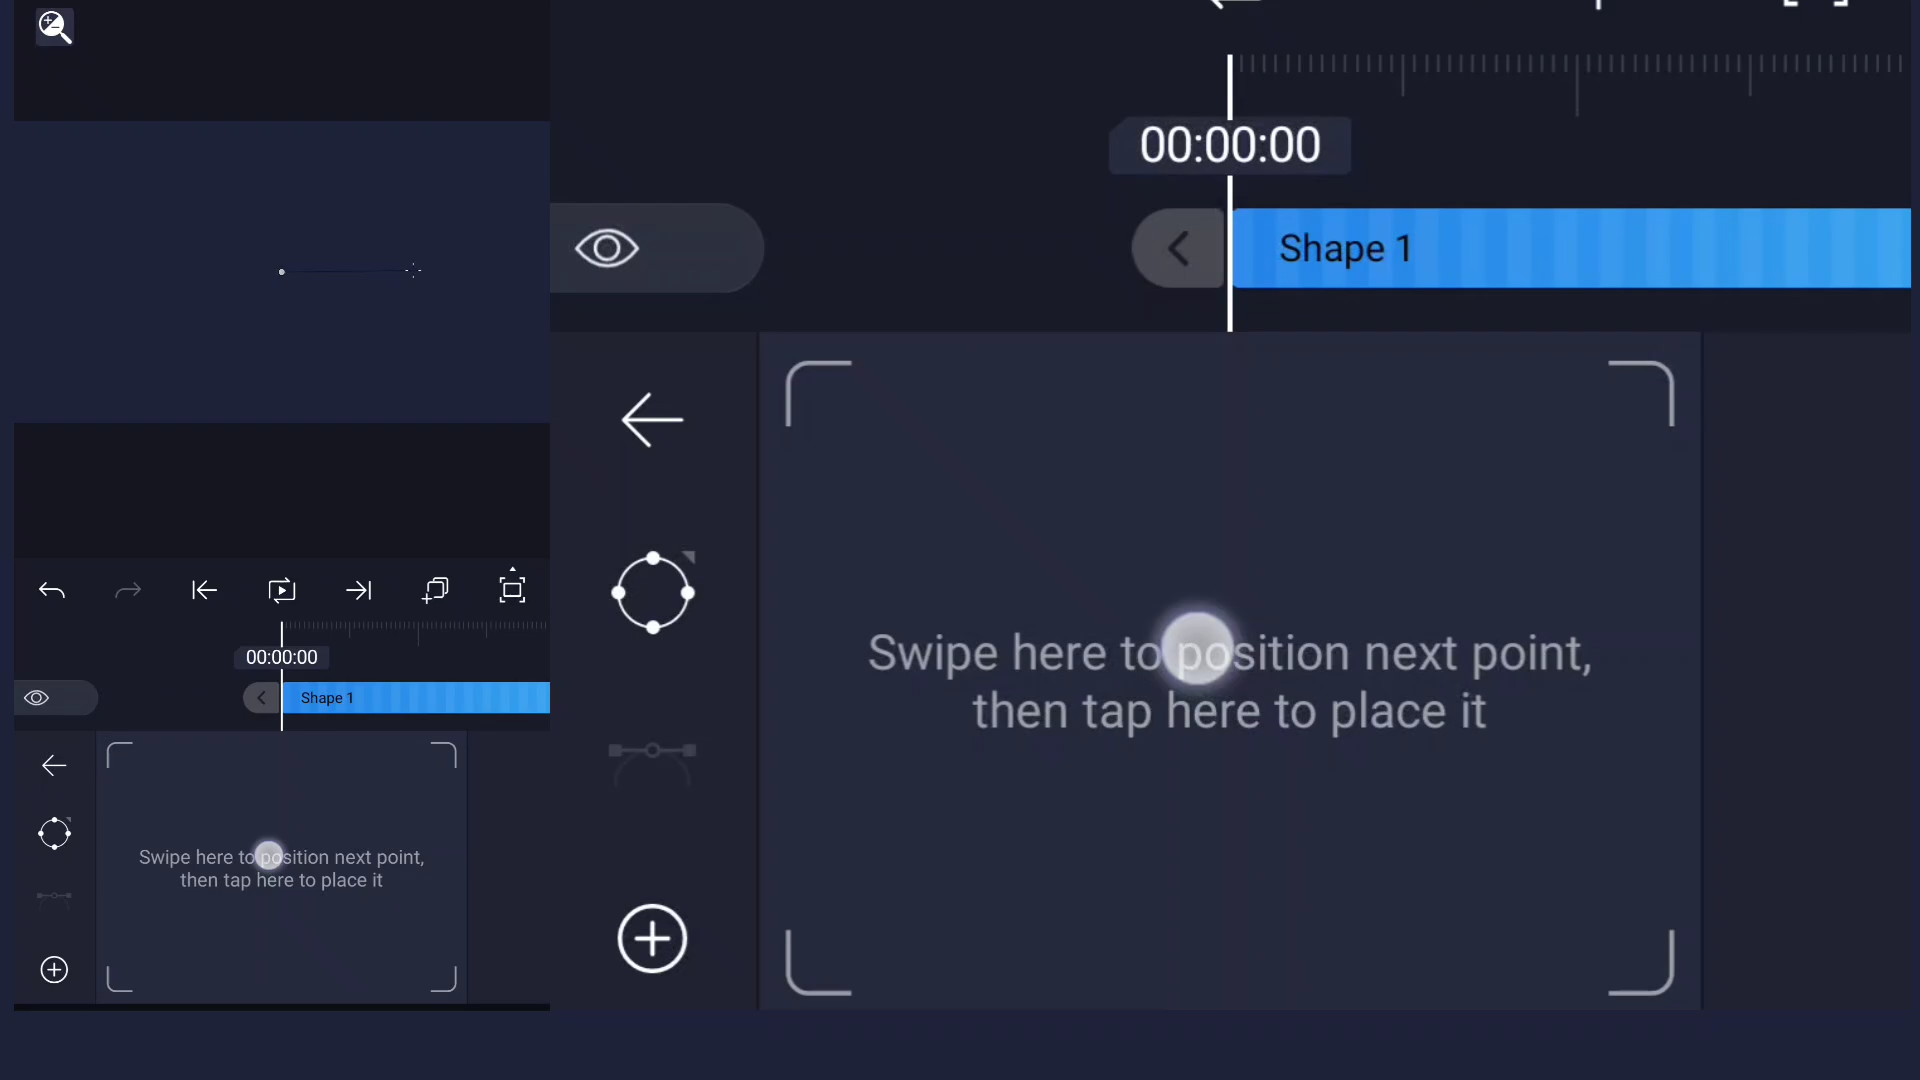 00:00:00
Shape 1
Swipe here to position next point,
then tap here to place it
00:00:00
Shape 1
Swipe here to position next point,
then tap here to place it